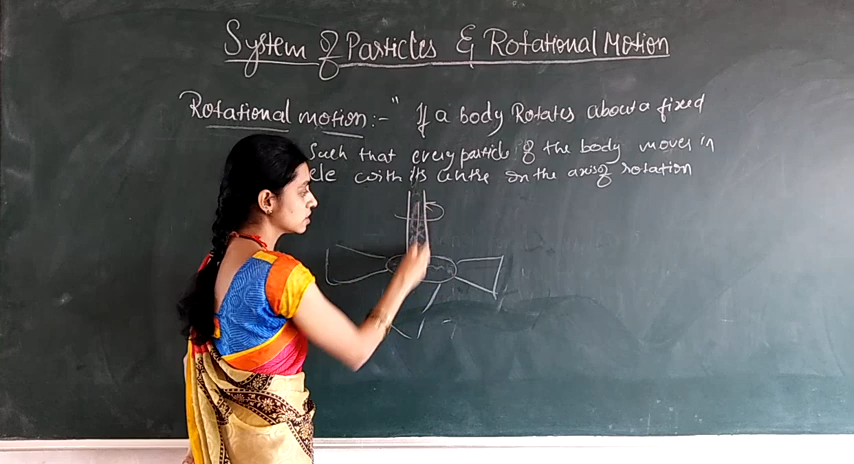 System of Particles & Rotational Motion
"Rotational motion:-" If a body Rotates about a fixed
Such that every particle of the body moves in
cle with its centre on the axis of rotation